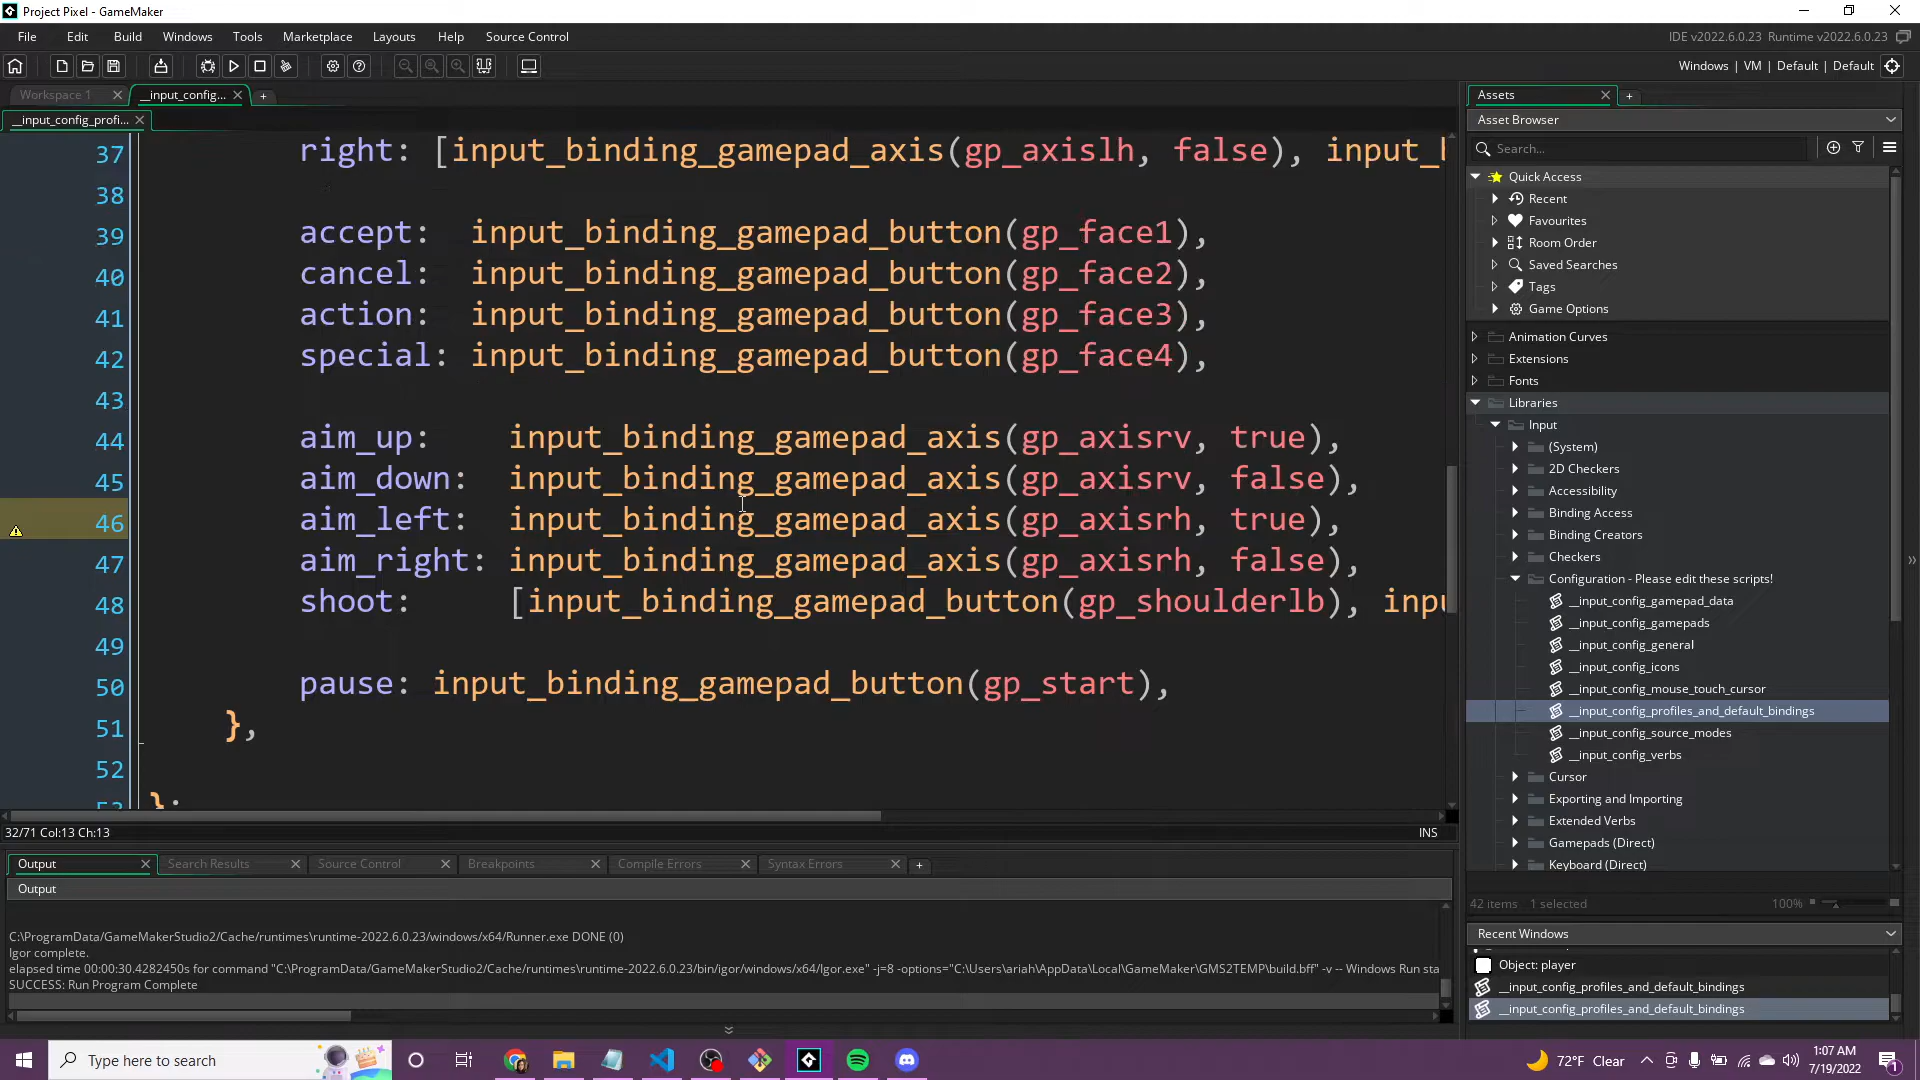 Project Pixel - GameMaker
File Edit Build Windows Tools Marketplace Layouts Help Source Control
IDE v2022.6.0.23 Runtime v2022.6.0.23
Windows | VM | Default | Default
Workspace 1
__input_config...
__input_config_profi...
37 right: [input_binding_gamepad_axis(gp_axislh, false),
38
39 accept: input_binding_gamepad_button(gp_face1),
40 cancel: input_binding_gamepad_button(gp_face2),
41 action: input_binding_gamepad_button(gp_face3),
42 special: input_binding_gamepad_button(gp_face4),
43
44 aim_up: input_binding_gamepad_axis(gp_axisrv, true),
45 aim_down: input_binding_gamepad_axis(gp_axisrv, false),
46 aim_left: input_binding_gamepad_axis(gp_axisrh, true),
47 aim_right: input_binding_gamepad_axis(gp_axisrh, false),
48 shoot: [input_binding_gamepad_button(gp_shoulderlb),
49
50 pause: input_binding_gamepad_button(gp_start),
51 },
52
53 };
32/71 Col:13 Ch:13
INS
Output
Search Results
Source Control
Breakpoints
Compile Errors
Syntax Errors
Output
C:\ProgramData/GameMakerStudio2/Cache/runtimes\runtime-2022.6.0.23/windows/x64/Runner.exe DONE (0)
Igor complete.
elapsed time 00:00:30.4282450s for command "C:\ProgramData/GameMakerStudio2/Cache/runtimes\runtime-2022.6.0.23/bin/igor/windows/x64/Igor.exe" -j=8 -options="C:\Users\ariah\AppData\Local\GameMaker\GMS2TEMP\build.bff" -v -- Windows Run sta
SUCCESS: Run Program Complete
Assets
Asset Browser
Search...
Quick Access
Recent
Favourites
Room Order
Saved Searches
Tags
Game Options
Animation Curves
Extensions
Fonts
Libraries
Input
(System)
2D Checkers
Accessibility
Binding Access
Binding Creators
Checkers
Configuration - Please edit these scripts!
__input_config_gamepad_data
__input_config_gamepads
__input_config_general
__input_config_icons
__input_config_mouse_touch_cursor
__input_config_profiles_and_default_bindings
__input_config_source_modes
__input_config_verbs
Cursor
Exporting and Importing
Extended Verbs
Gamepads (Direct)
Keyboard (Direct)
42 items 1 selected
100%
Recent Windows
Object: player
__input_config_profiles_and_default_bindings
__input_config_profiles_and_default_bindings
Type here to search
72°F Clear
1:07 AM
7/19/2022
1